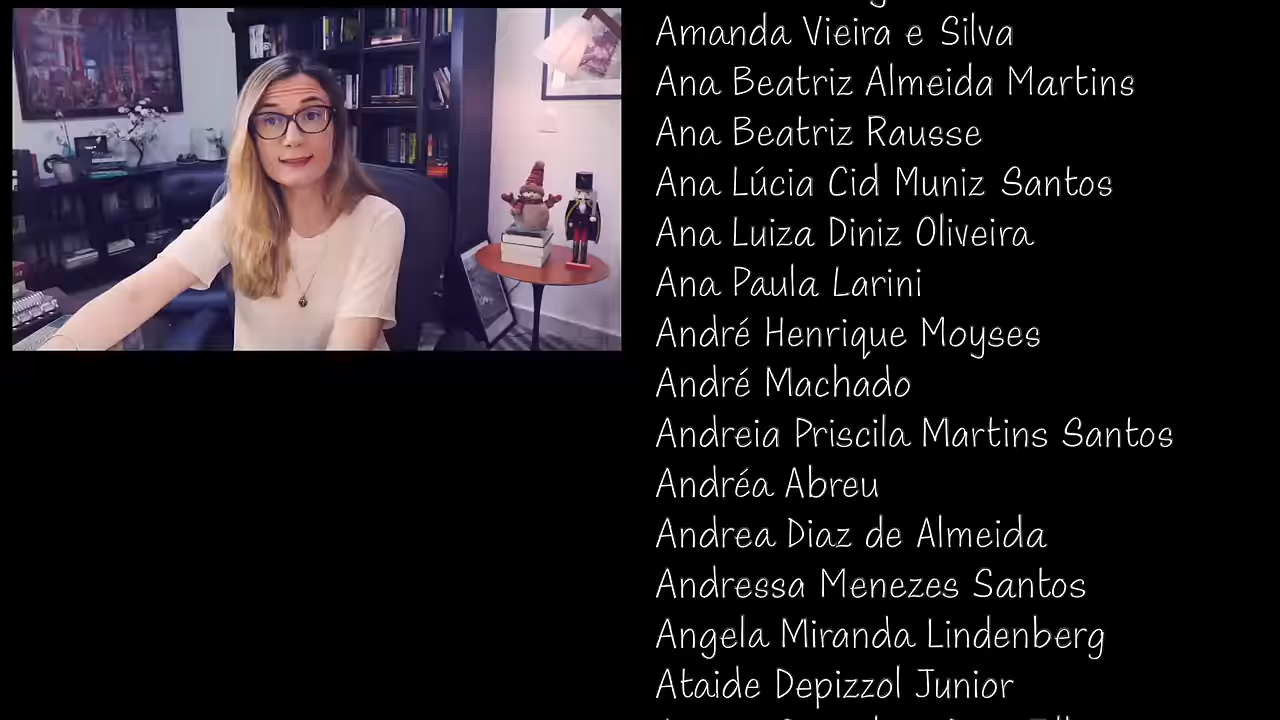 Amanda Vieira e Silva
Ana Beatriz Almeida Martins
Ana Beatriz Rausse
Ana Lúcia Cid Muniz Santos
Ana Luiza Diniz Oliveira
Ana Paula Larini
André Henrique Moyses
André Machado
Andreia Priscila Martins Santos
Andréa Abreu
Andrea Diaz de Almeida
Andressa Menezes Santos
Angela Miranda Lindenberg
Ataide Depizzol Junior